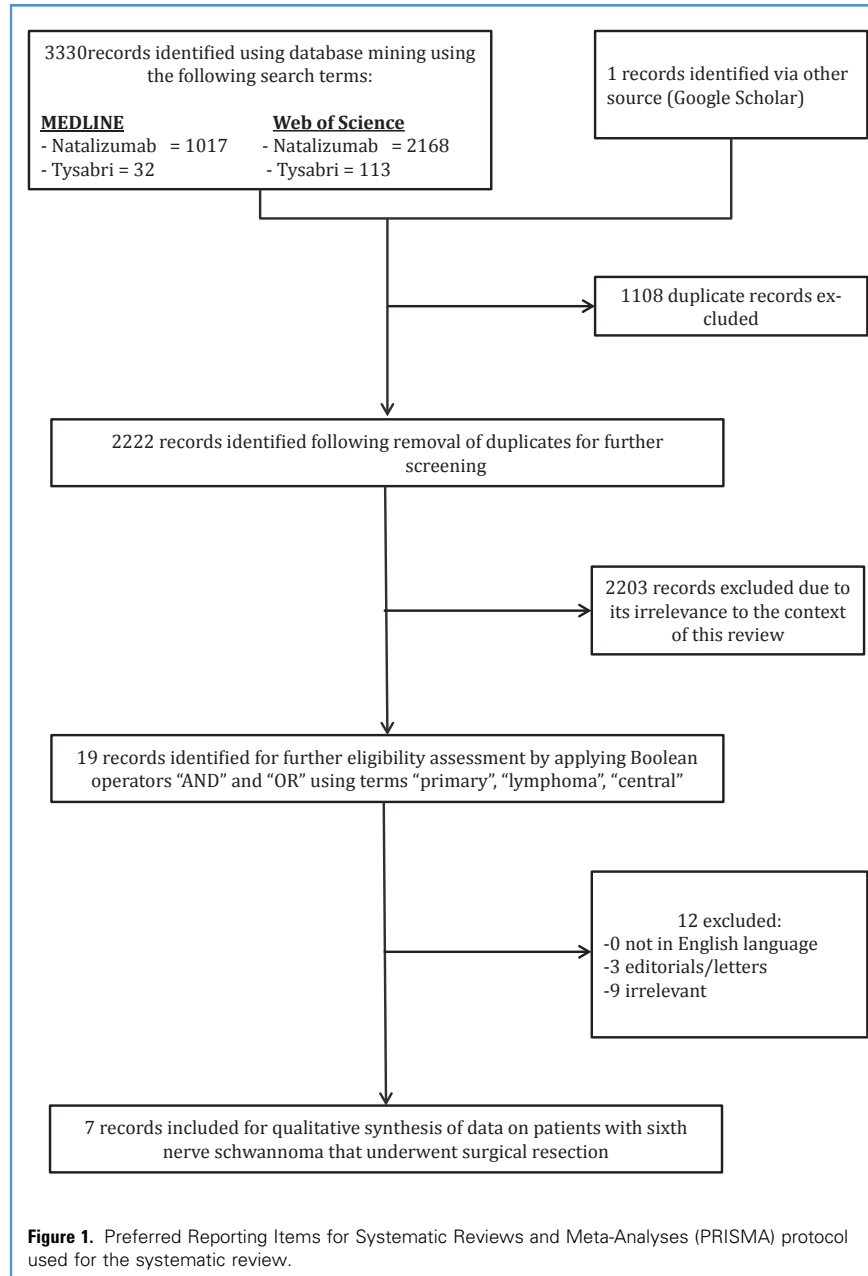 3330records identified using database mining using
the following search terms:
MEDLINE Web of Science
- Natalizumab = 1017 - Natalizumab = 2168
- Tysabri = 32 - Tysabri = 113
1 records identified via other
source (Google Scholar)
1108 duplicate records ex-
cluded
2222 records identified following removal of duplicates for further
screening
2203 records excluded due to
its irrelevance to the context
of this review
19 records identified for further eligibility assessment by applying Boolean
operators “AND” and “OR” using terms “primary”, “lymphoma”, “central”
12 excluded:
-0 not in English language
-3 editorials/letters
-9 irrelevant
7 records included for qualitative synthesis of data on patients with sixth
nerve schwannoma that underwent surgical resection
Figure 1. Preferred Reporting Items for Systematic Reviews and Meta-Analyses (PRISMA) protocol
used for the systematic review.